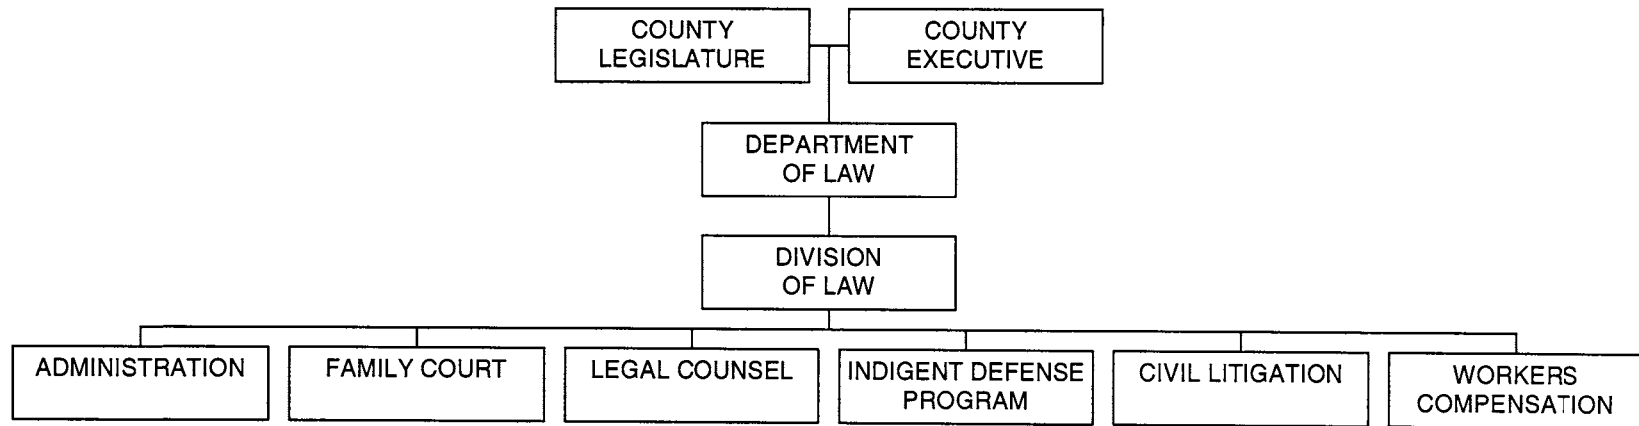 COUNTY
LEGISLATURE
COUNTY
EXECUTIVE
DEPARTMENT
OF LAW
DIVISION
OF LAW
ADMINISTRATION
FAMILY COURT
LEGAL COUNSEL
INDIGENT DEFENSE
PROGRAM
CIVIL LITIGATION
WORKERS
COMPENSATION